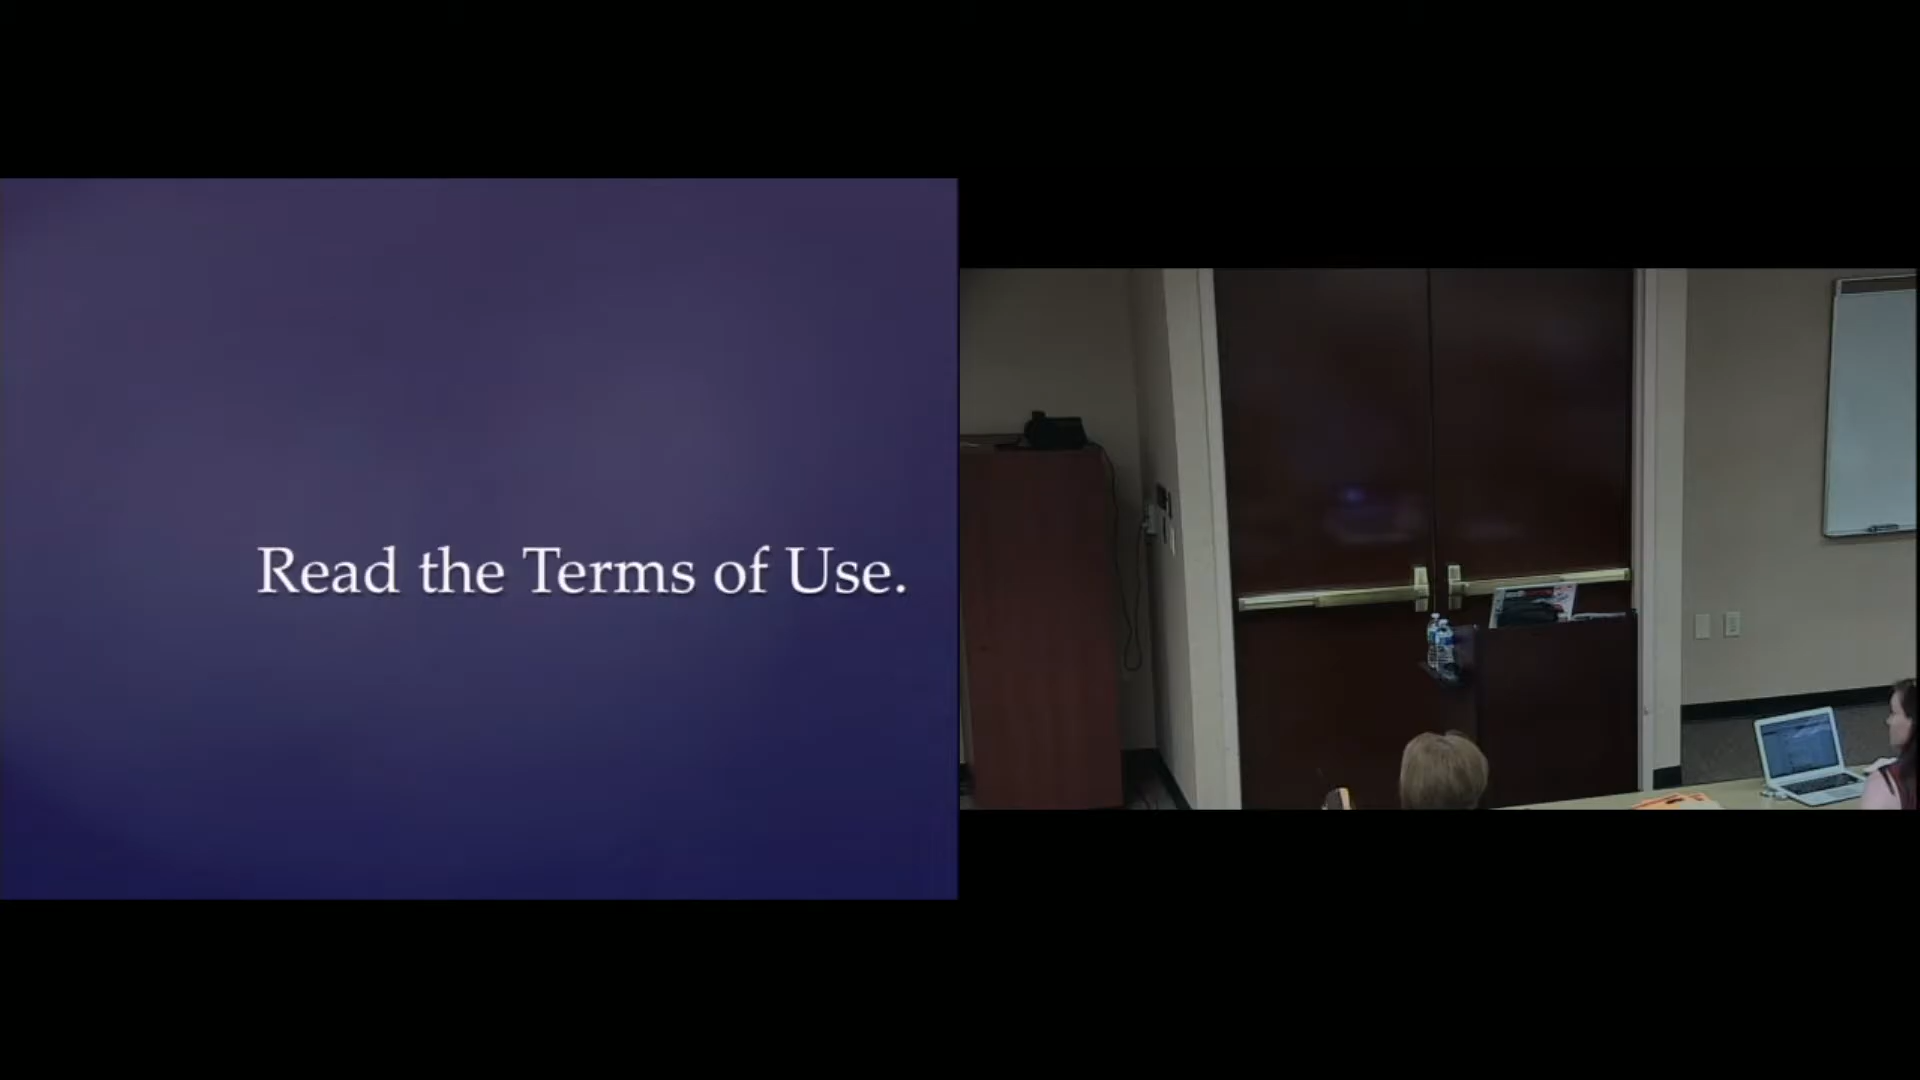 Read the Terms of Use.